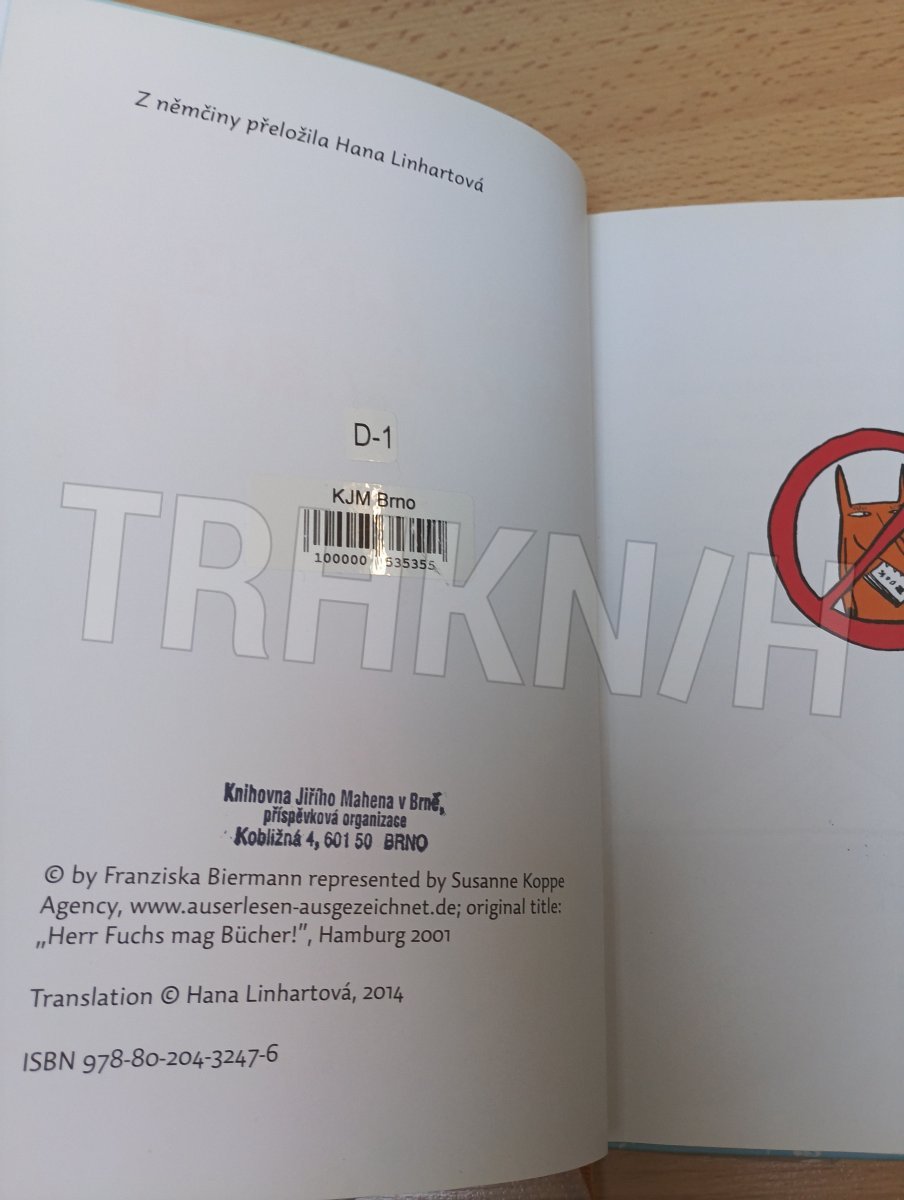 Z němčiny přeložila Hana Linhartová
D-1
KJM Brno
100000 535355
TRHKN/H
Knihovna Jiřího Mahena v Brně,
příspěvková organizace
Kobližná 4, 601 50 BRNO
© by Franziska Biermann represented by Susanne Koppe
Agency, www.auserlesen-ausgezeichnet.de; original title:
„Herr Fuchs mag Bücher!”, Hamburg 2001
Translation © Hana Linhartová, 2014
ISBN 978-80-204-3247-6